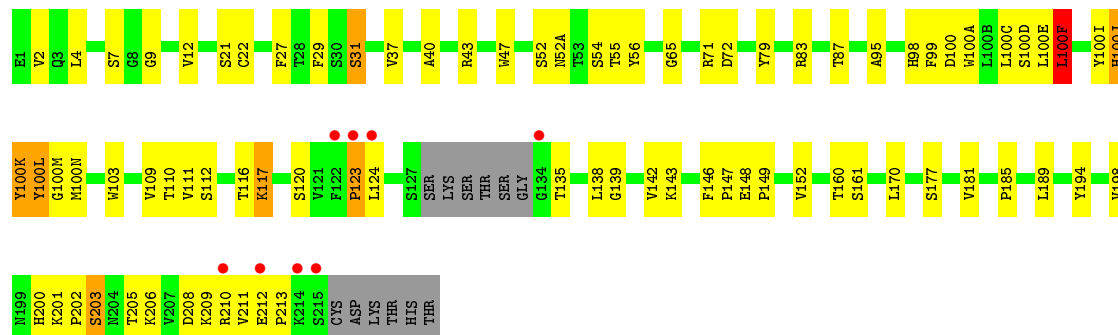 E1 V2 Q3 L4 S7 G8 G9 V12 S21 C22 F27 T28 F29 S30 S31 V37 A40 R43 W47 S52 N52A T53 S54 T55 Y56 G65 R71 D72 Y79 R83 T87 A95 H98 F99 D100 W100A L100B L100C S100D L100E L100F Y100I H100J
Y100K Y100L G100M M100N W103 V109 T110 V111 S112 T116 K117 S120 V121 F122 P123 L124 S127 SER LYS SER THR SER GLY G134 T135 L138 G139 V142 K143 F146 P147 E148 P149 V152 T160 S161 L170 S177 V181 P185 L189 Y194 V198
N199 H200 K201 P202 S203 N204 T205 K206 V207 D208 K209 R210 V211 E212 P213 K214 S215 CYS ASP LYS THR HIS THR